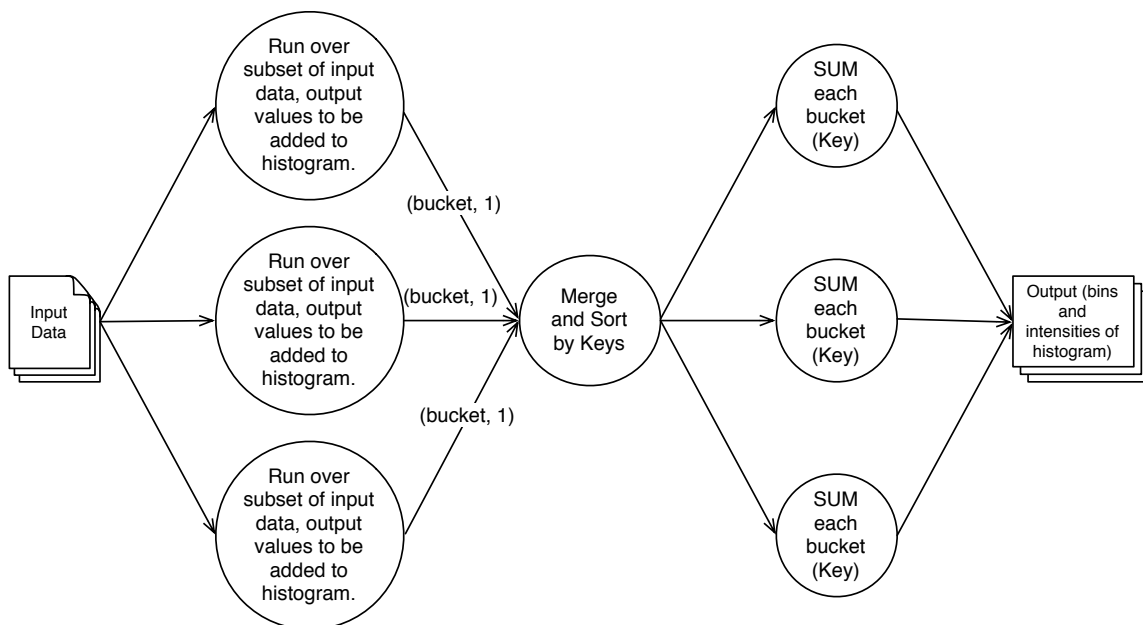 Run over
subset of input
data, output
values to be
added to
histogram.
(bucket, 1)
Run over
subset of input
data, output
values to be
added to
histogram.
(bucket, 1)
Run over
subset of input
data, output
values to be
added to
histogram.
(bucket, 1)
Input
Data
Merge
and Sort
by Keys
SUM
each
bucket
(Key)
SUM
each
bucket
(Key)
SUM
each
bucket
(Key)
Output (bins
and
intensities of
histogram)